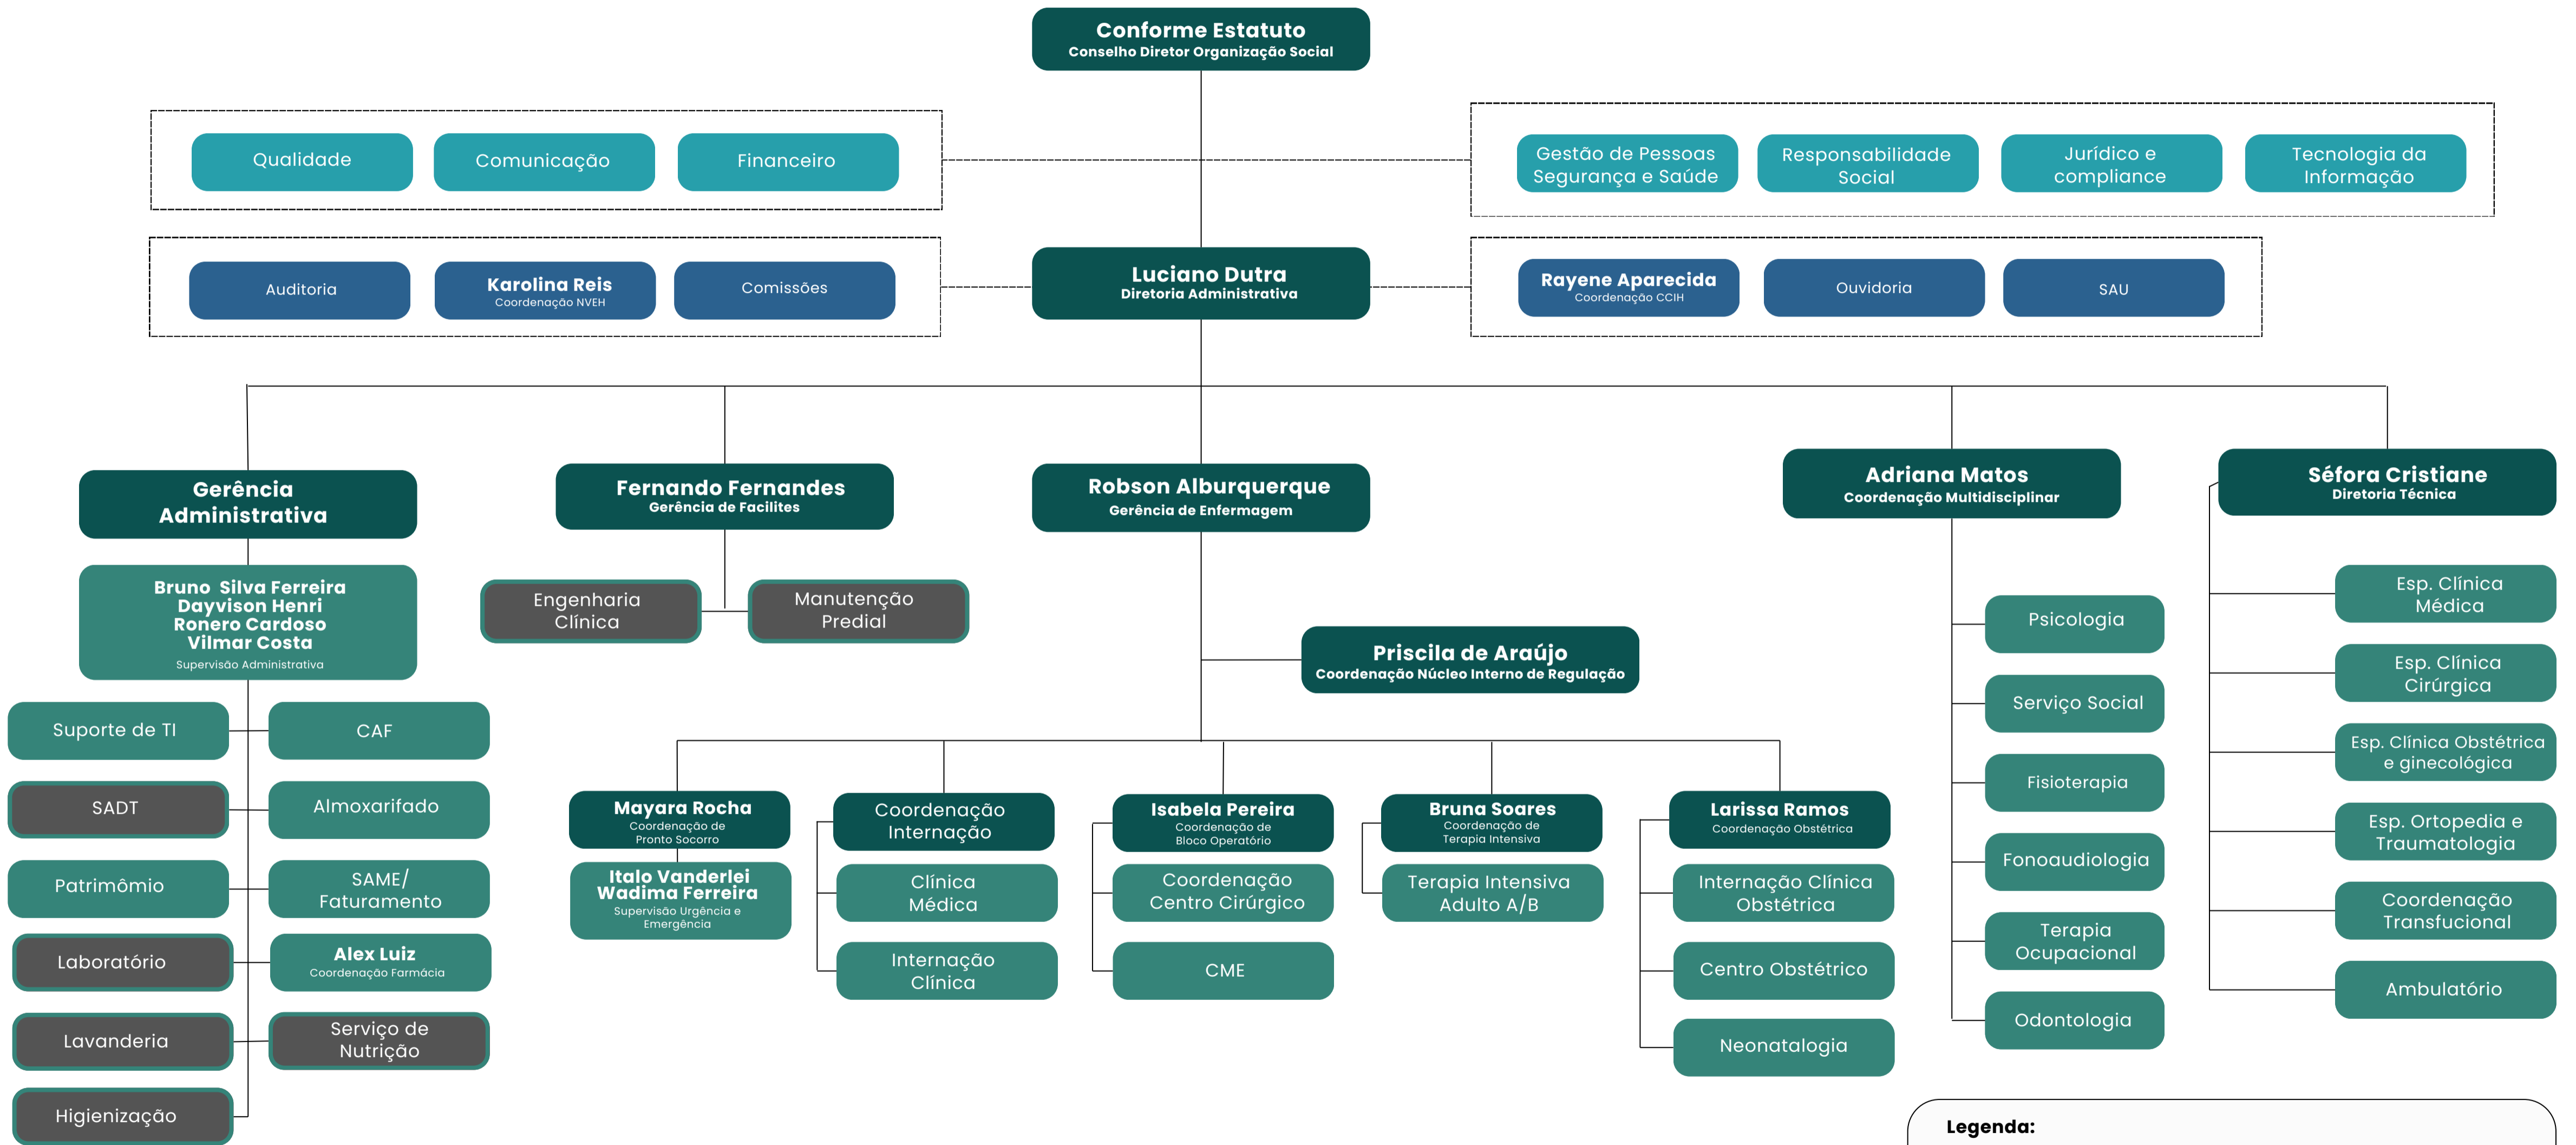 Conforme Estatuto
Conselho Diretor Organização Social
Qualidade
Comunicação
Financeiro
Gestão de Pessoas
Segurança e Saúde
Responsabilidade
Social
Jurídico e
compliance
Tecnologia da
Informação
Auditoria
Karolina Reis
Coordenação NVEH
Comissões
Luciano Dutra
Diretoria Administrativa
Rayene Aparecida
Coordenação CCIH
Ouvidoria
SAU
Gerência
Administrativa
Fernando Fernandes
Gerência de Facilites
Robson Alburquerque
Gerência de Enfermagem
Adriana Matos
Coordenação Multidisciplinar
Séfora Cristiane
Diretoria Técnica
Bruno Silva Ferreira
Dayvison Henri
Ronero Cardoso
Vilmar Costa
Supervisão Administrativa
Engenharia
Clínica
Manutenção
Predial
Priscila de Araújo
Coordenação Núcleo Interno de Regulação
Suporte de TI
CAF
SADT
Almoxarifado
Patrimômio
SAME/
Faturamento
Laboratório
Alex Luiz
Coordenação Farmácia
Lavanderia
Serviço de
Nutrição
Higienização
Mayara Rocha
Coordenação de
Pronto Socorro
Italo Vanderlei
Wadima Ferreira
Supervisão Urgência e
Emergência
Coordenação
Internação
Clínica
Médica
Internação
Clínica
Isabela Pereira
Coordenação de
Bloco Operatório
Coordenação
Centro Cirúrgico
CME
Bruna Soares
Coordenação de
Terapia Intensiva
Terapia Intensiva
Adulto A/B
Larissa Ramos
Coordenação Obstétrica
Internação Clínica
Obstétrica
Centro Obstétrico
Neonatalogia
Psicologia
Serviço Social
Fisioterapia
Fonoaudiologia
Terapia
Ocupacional
Odontologia
Esp. Clínica
Médica
Esp. Clínica
Cirúrgica
Esp. Clínica Obstétrica
e ginecológica
Esp. Ortopedia e
Traumatologia
Coordenação
Transfucional
Ambulatório
Legenda: